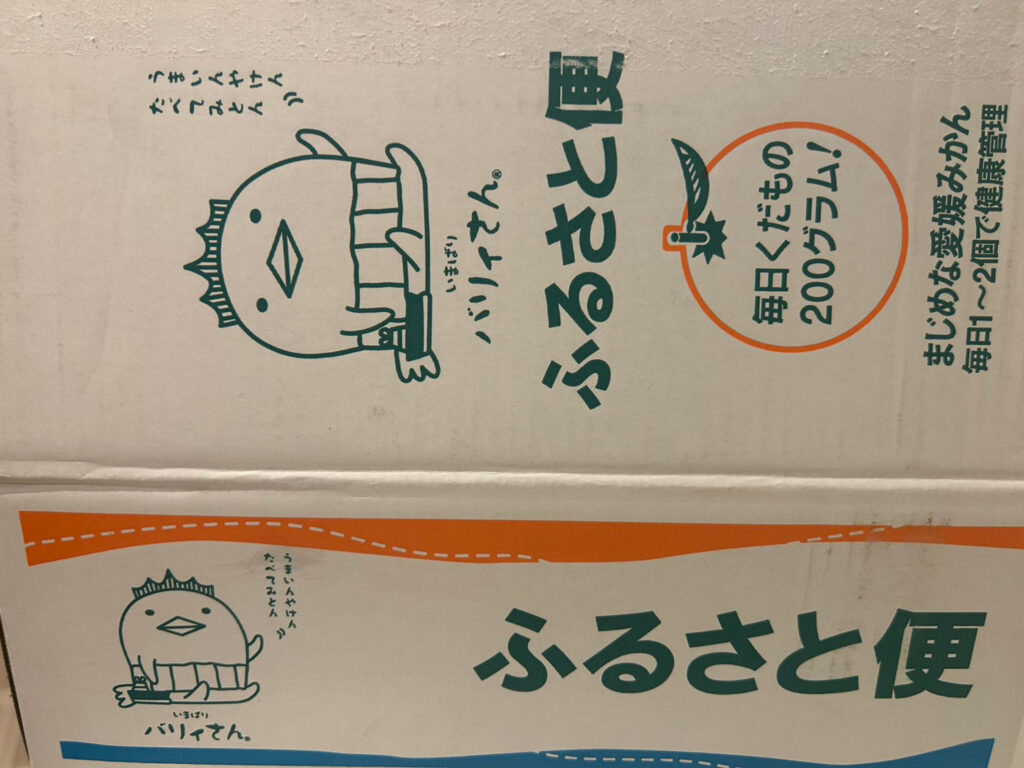 うまいんやけん
たべてみとん
いまばり
バリィさん®
ふるさと便
毎日くだもの
200グラム!
まじめな愛媛みかん
毎日1〜2個で健康管理
うまいんやけん
たべてみとん
いまばり
バリィさん®
ふるさと便